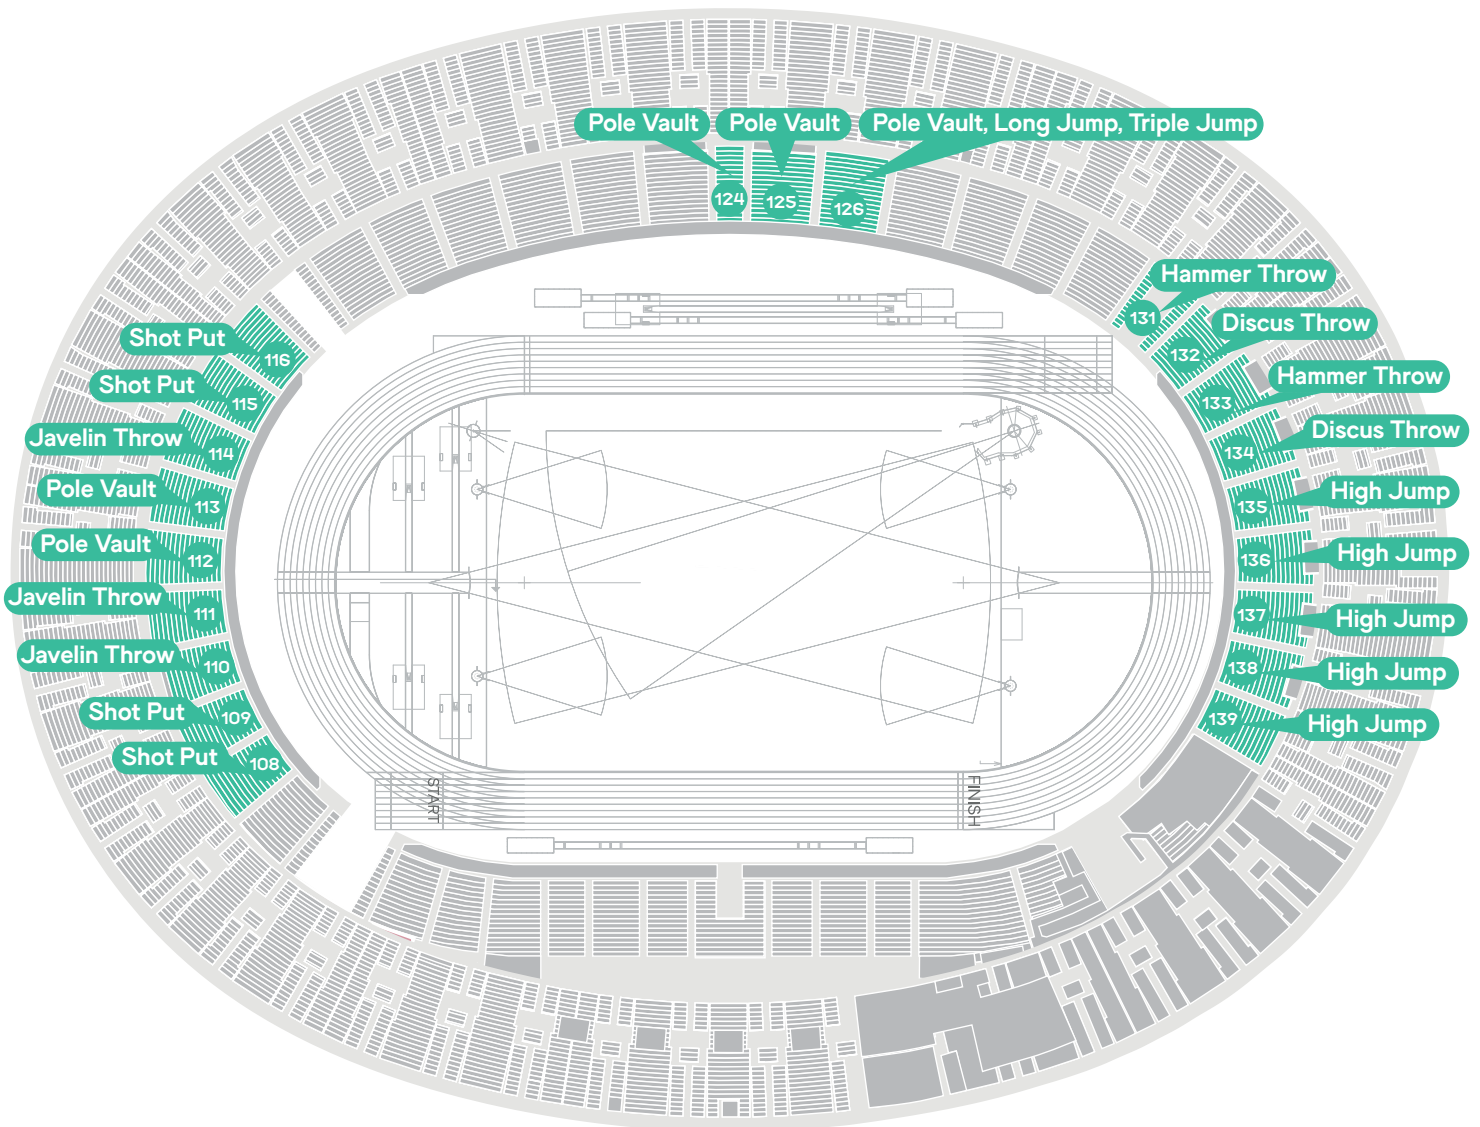 Pole Vault
Pole Vault
Pole Vault, Long Jump, Triple Jump
124
125
126
Hammer Throw
131
Discus Throw
132
Hammer Throw
133
Discus Throw
134
High Jump
135
High Jump
136
High Jump
137
High Jump
138
High Jump
139
Shot Put
116
Shot Put
115
Javelin Throw
114
Pole Vault
113
Pole Vault
112
Javelin Throw
111
Javelin Throw
110
Shot Put
109
Shot Put
108
START
FINISH